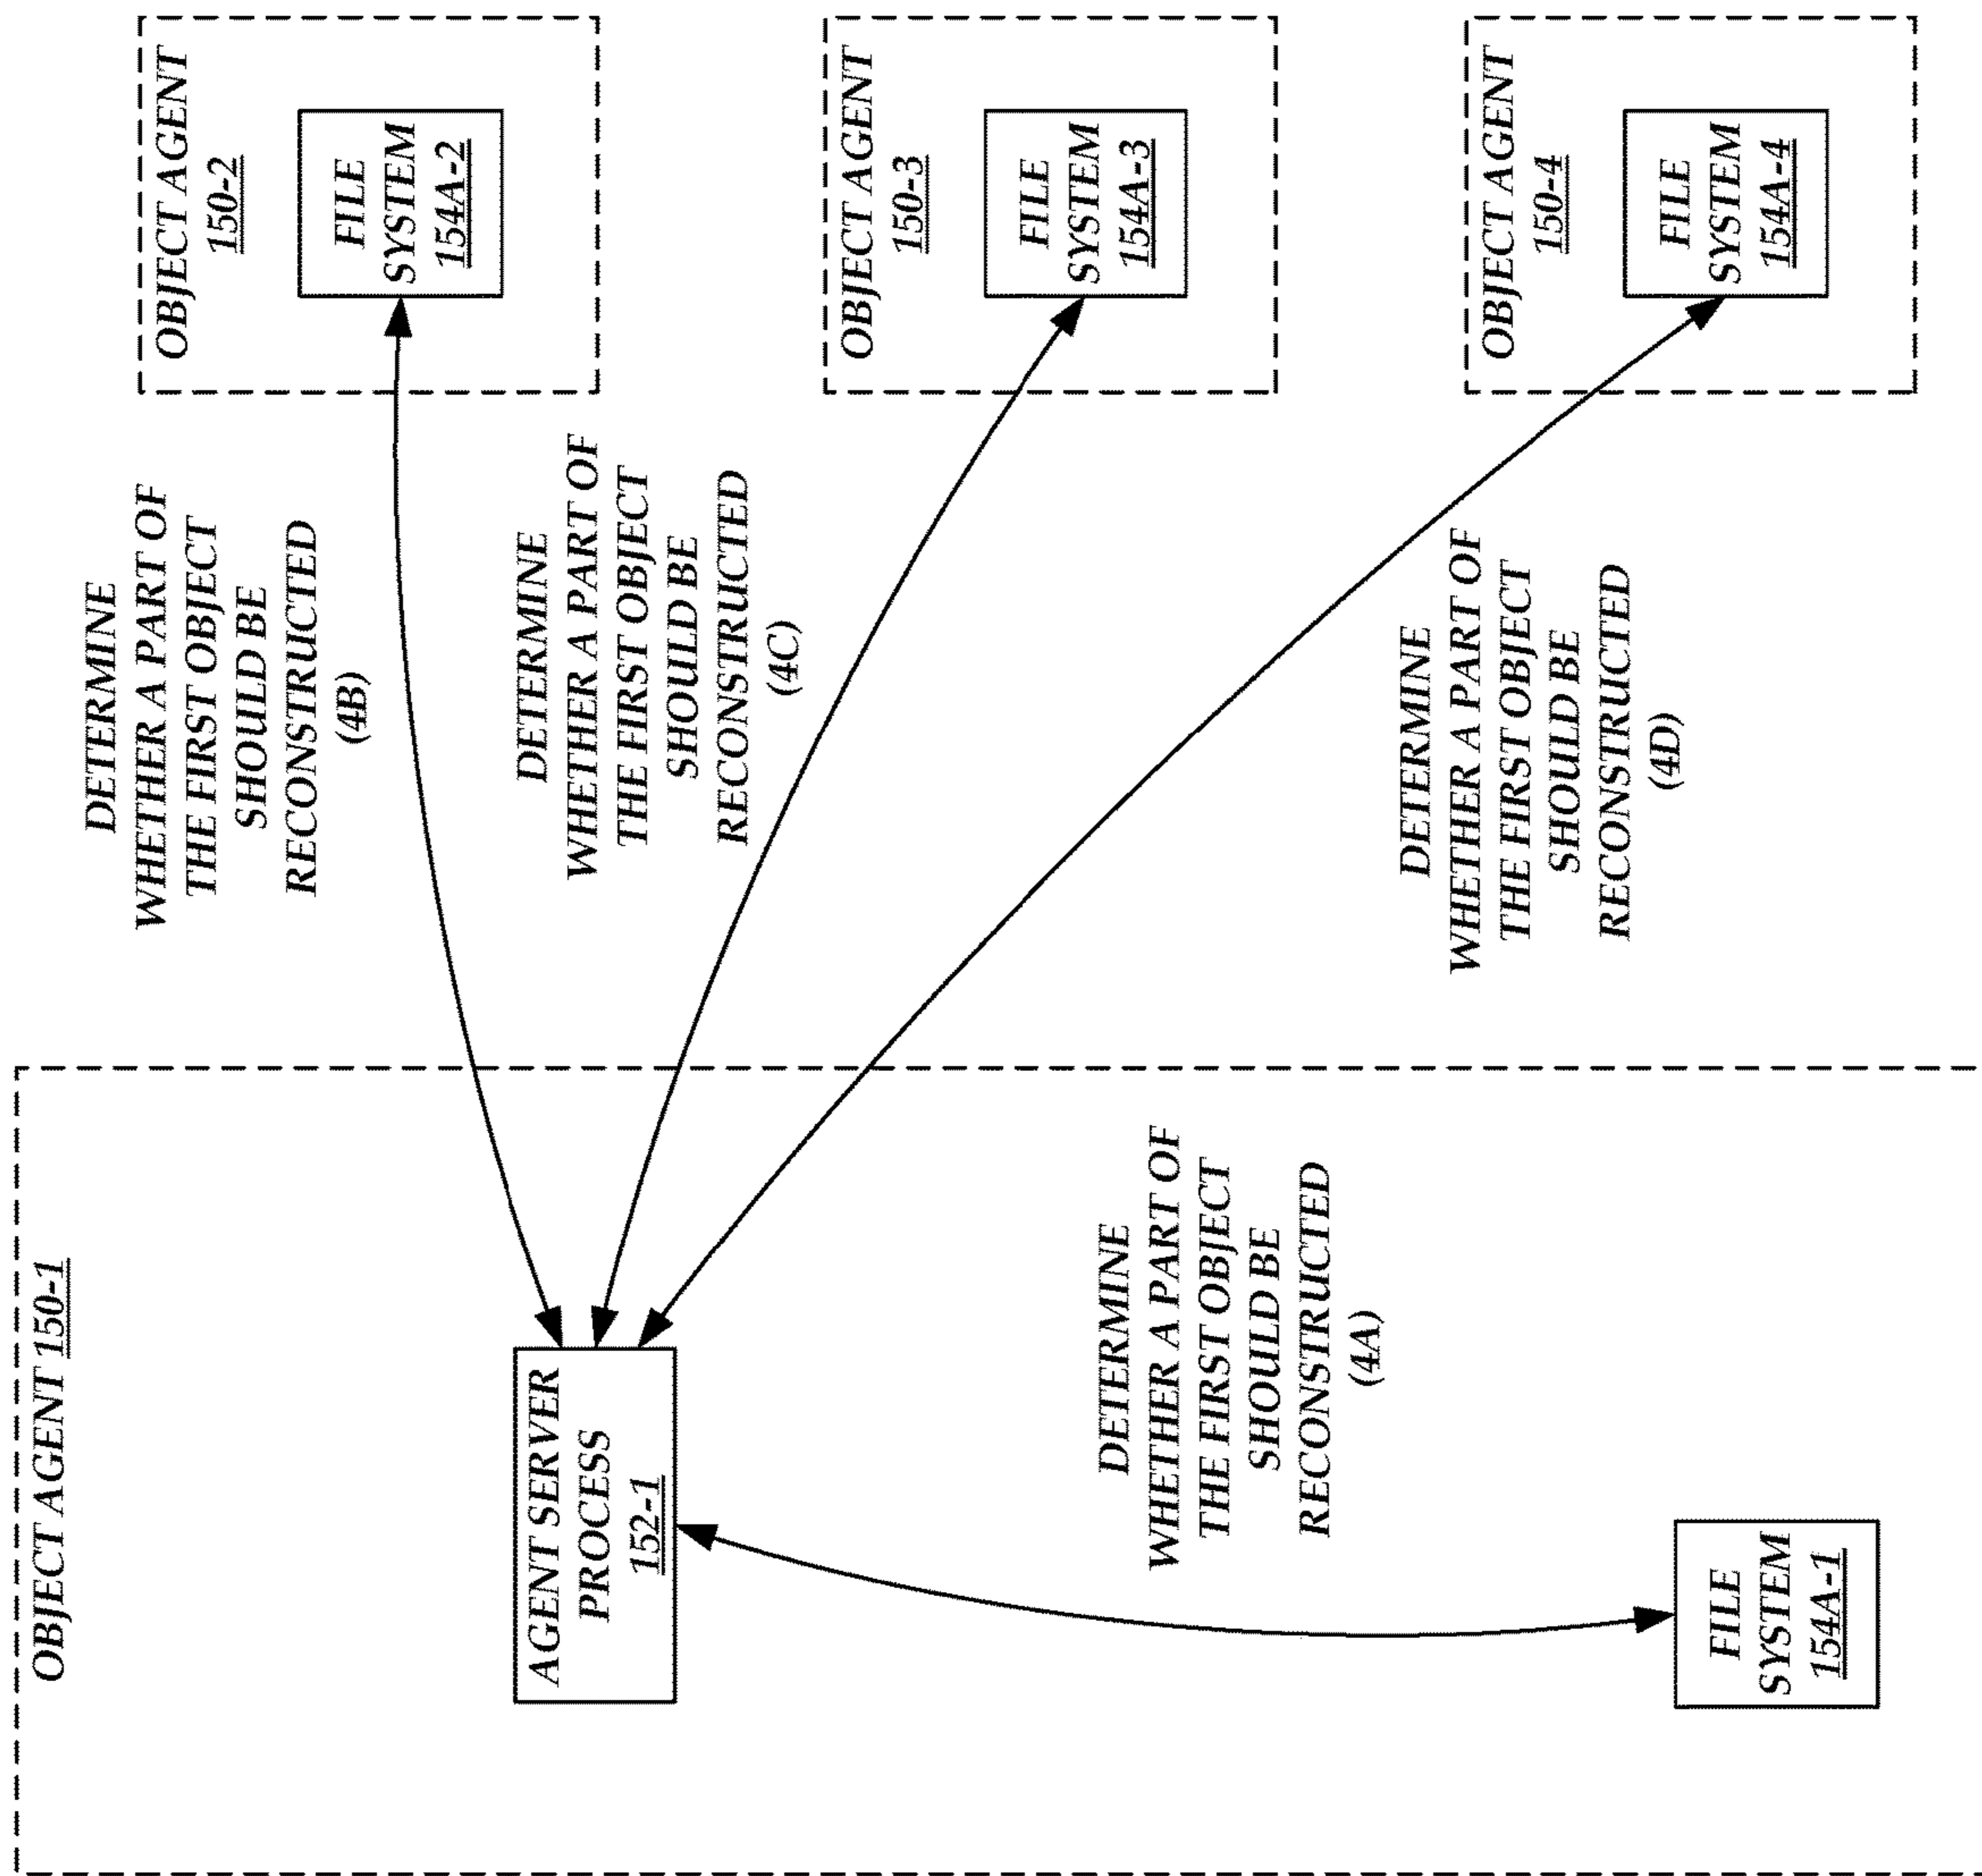 OBJECT AGENT 150-1
AGENT SERVER
PROCESS
152-1
DETERMINE
WHETHER A PART OF
THE FIRST OBJECT
SHOULD BE
RECONSTRUCTED
(4A)
FILE
SYSTEM
154A-1
DETERMINE
WHETHER A PART OF
THE FIRST OBJECT
SHOULD BE
RECONSTRUCTED
(4B)
OBJECT AGENT
150-2
FILE
SYSTEM
154A-2
DETERMINE
WHETHER A PART OF
THE FIRST OBJECT
SHOULD BE
RECONSTRUCTED
(4C)
OBJECT AGENT
150-3
FILE
SYSTEM
154A-3
DETERMINE
WHETHER A PART OF
THE FIRST OBJECT
SHOULD BE
RECONSTRUCTED
(4D)
OBJECT AGENT
150-4
FILE
SYSTEM
154A-4